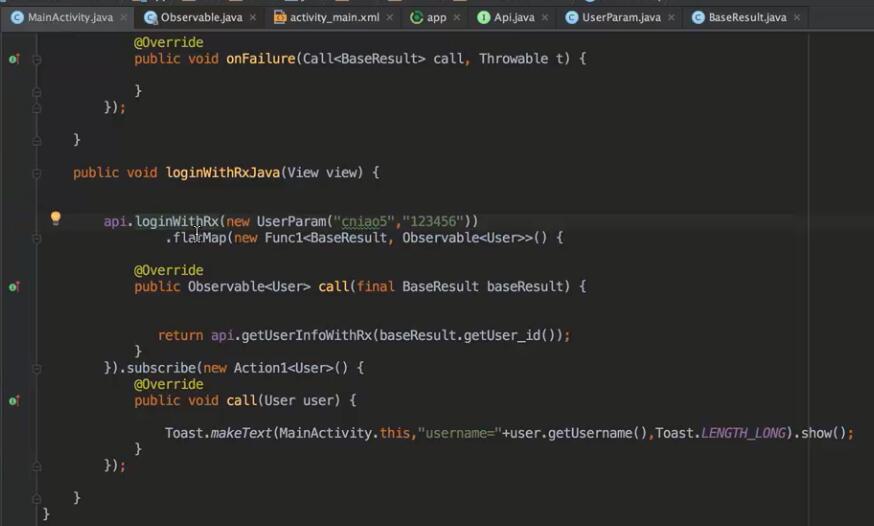 MainActivity.java Observable.java activity_main.xml app Api.java UserParam.java BaseResult.java
@Override
public void onFailure(Call<BaseResult> call, Throwable t) {
}
});
}
public void loginWithRxJava(View view) {
api.loginWithRx(new UserParam("cniao5","123456"))
.flatMap(new Func1<BaseResult, Observable<User>>() {
@Override
public Observable<User> call(final BaseResult baseResult) {
return api.getUserInfoWithRx(baseResult.getUser_id());
}
}).subscribe(new Action1<User>() {
@Override
public void call(User user) {
Toast.makeText(MainActivity.this,"username="+user.getUsername(),Toast.LENGTH_LONG).show();
}
});
}
}